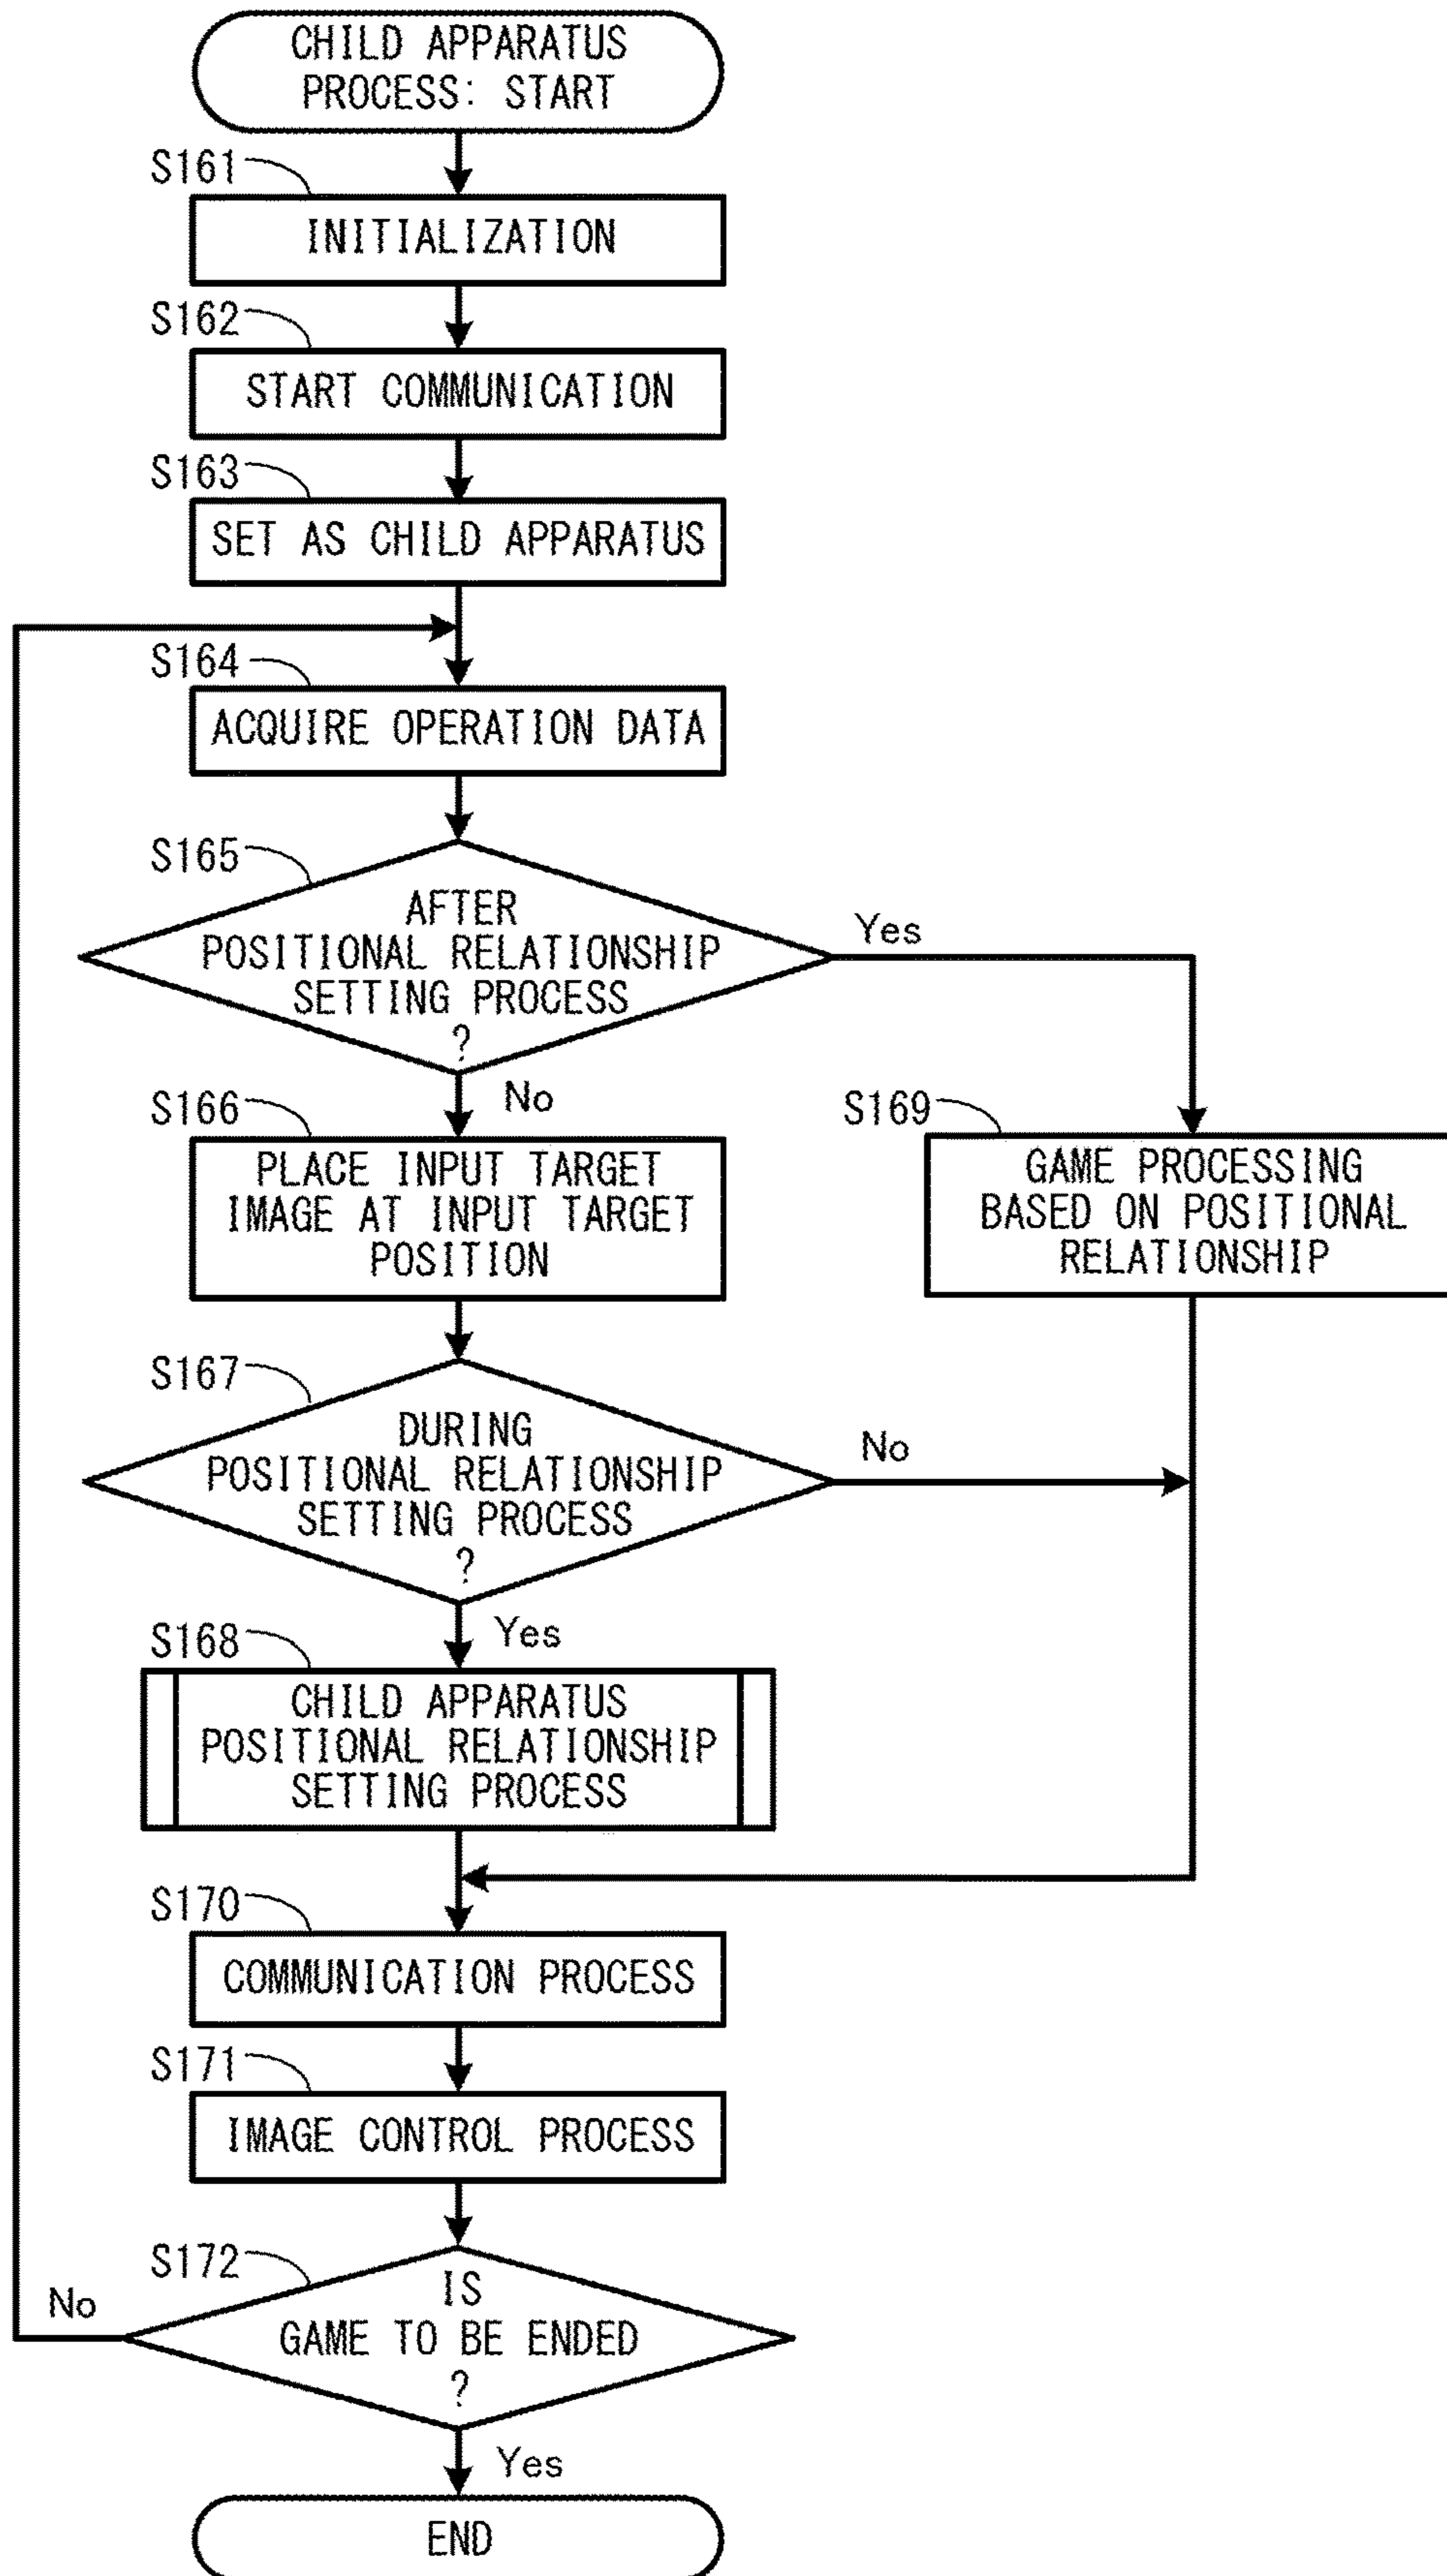 CHILD APPARATUS
PROCESS: START
S161
INITIALIZATION
S162
START COMMUNICATION
S163
SET AS CHILD APPARATUS
S164
ACQUIRE OPERATION DATA
S165
AFTER
POSITIONAL RELATIONSHIP
SETTING PROCESS
?
Yes
No
S166
PLACE INPUT TARGET
IMAGE AT INPUT TARGET
POSITION
S169
GAME PROCESSING
BASED ON POSITIONAL
RELATIONSHIP
S167
DURING
POSITIONAL RELATIONSHIP
SETTING PROCESS
?
No
Yes
S168
CHILD APPARATUS
POSITIONAL RELATIONSHIP
SETTING PROCESS
S170
COMMUNICATION PROCESS
S171
IMAGE CONTROL PROCESS
S172
IS
GAME TO BE ENDED
?
No
Yes
END